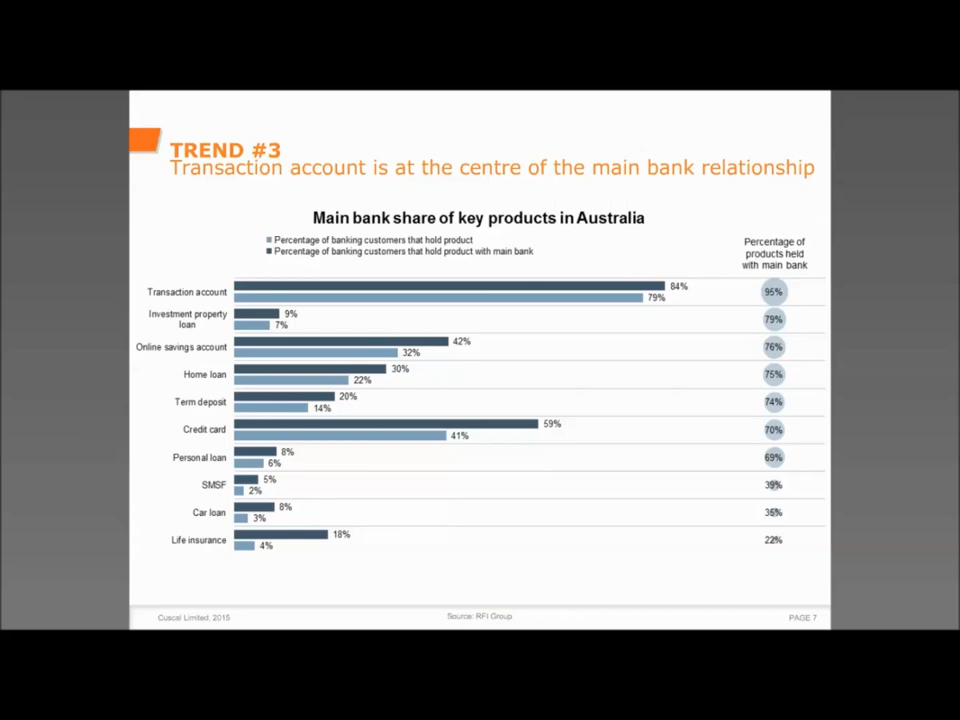 TREND #3
Transaction account is at the centre of the main bank relationship
Main bank share of key products in Australia
Percentage of banking customers that hold product
Percentage of banking customers that hold product with main bank
Percentage of
products held
with main bank
Transaction account 84% 79% 95%
Investment property
loan 9% 7% 79%
Online savings account 42% 32% 76%
Home loan 30% 22% 75%
Term deposit 20% 14% 74%
Credit card 59% 41% 70%
Personal loan 8% 6% 69%
SMSF 5% 2% 39%
Car loan 8% 3% 35%
Life insurance 18% 4% 22%
Cuscal Limited, 2015 Source: RFI Group PAGE 7